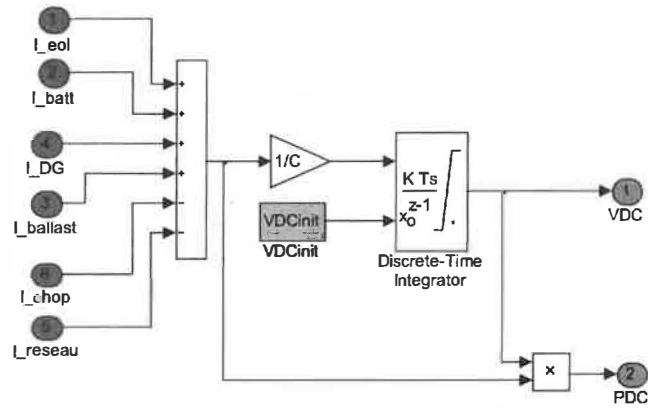 1
I_eol
2
I_batt
4
I_DG
3
I_ballast
6
I_chop
5
I_reseau
+
+
+
+
−
−
1/C
VDCinit
VDCinit
K Ts
z-1
xo
Discrete-Time
Integrator
1
VDC
×
2
PDC